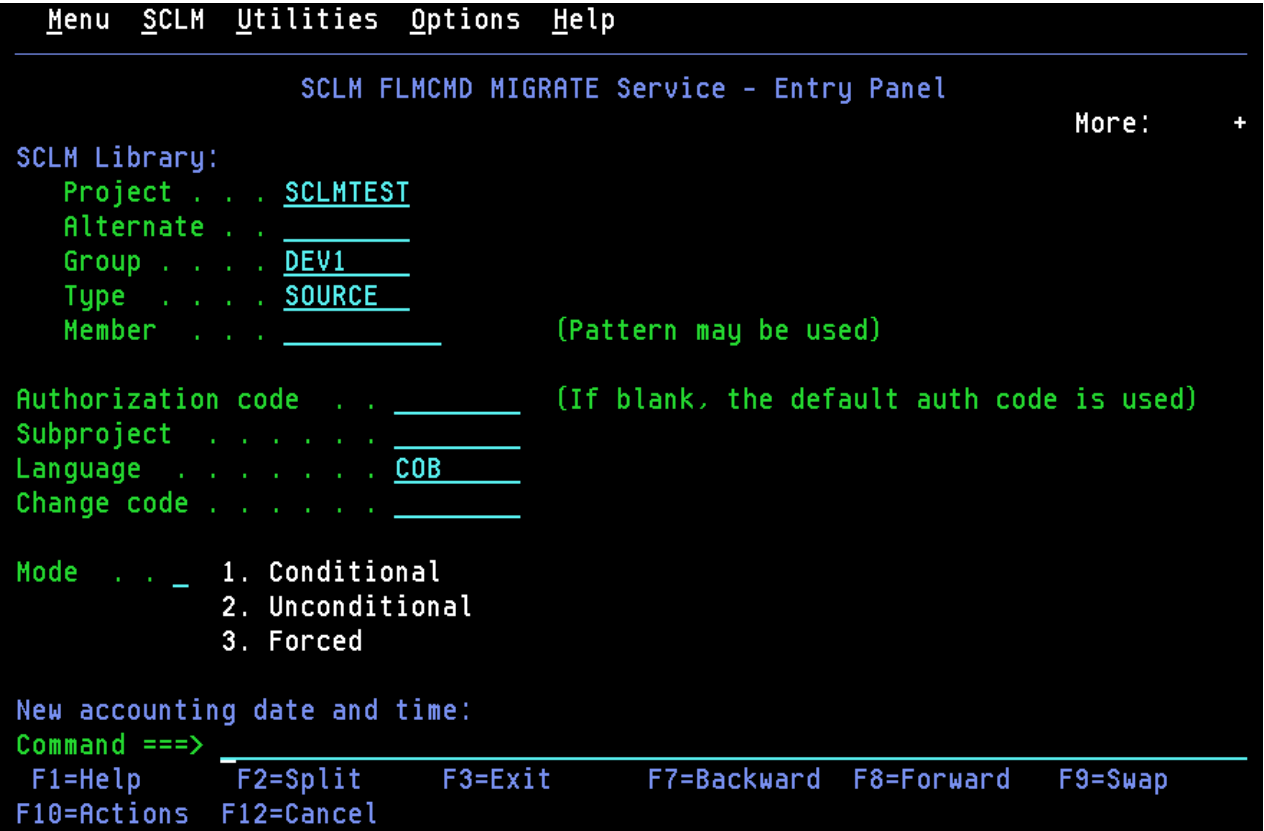 Menu SCLM Utilities Options Help
SCLM FLMCMD MIGRATE Service - Entry Panel
More: +
SCLM Library:
Project . . . SCLMTEST
Alternate . .
Group . . . . DEV1
Type . . . . SOURCE
Member . . . (Pattern may be used)
Authorization code . . (If blank, the default auth code is used)
Subproject . . . . . .
Language . . . . . . . COB
Change code . . . . . .
Mode . . _ 1. Conditional
2. Unconditional
3. Forced
New accounting date and time:
Command ===> _
F1=Help F2=Split F3=Exit F7=Backward F8=Forward F9=Swap
F10=Actions F12=Cancel